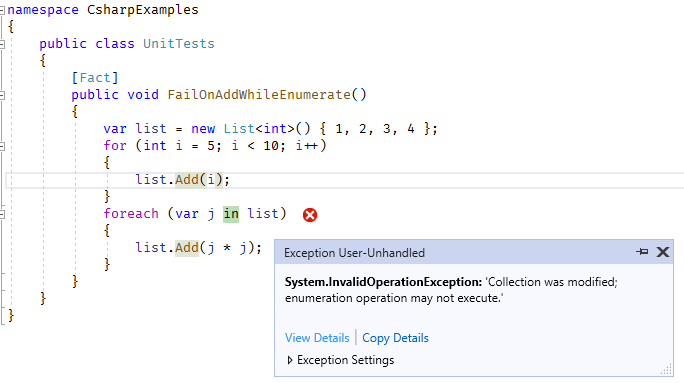 namespace CsharpExamples
{
    public class UnitTests
    {
        [Fact]
        public void FailOnAddWhileEnumerate()
        {
            var list = new List<int>() { 1, 2, 3, 4 };
            for (int i = 5; i < 10; i++)
            {
                list.Add(i);
            }
            foreach (var j in list)
            {
                list.Add(j * j);
            }
        }
    }
}
Exception User-Unhandled
System.InvalidOperationException: 'Collection was modified;
enumeration operation may not execute.'
View Details | Copy Details
Exception Settings